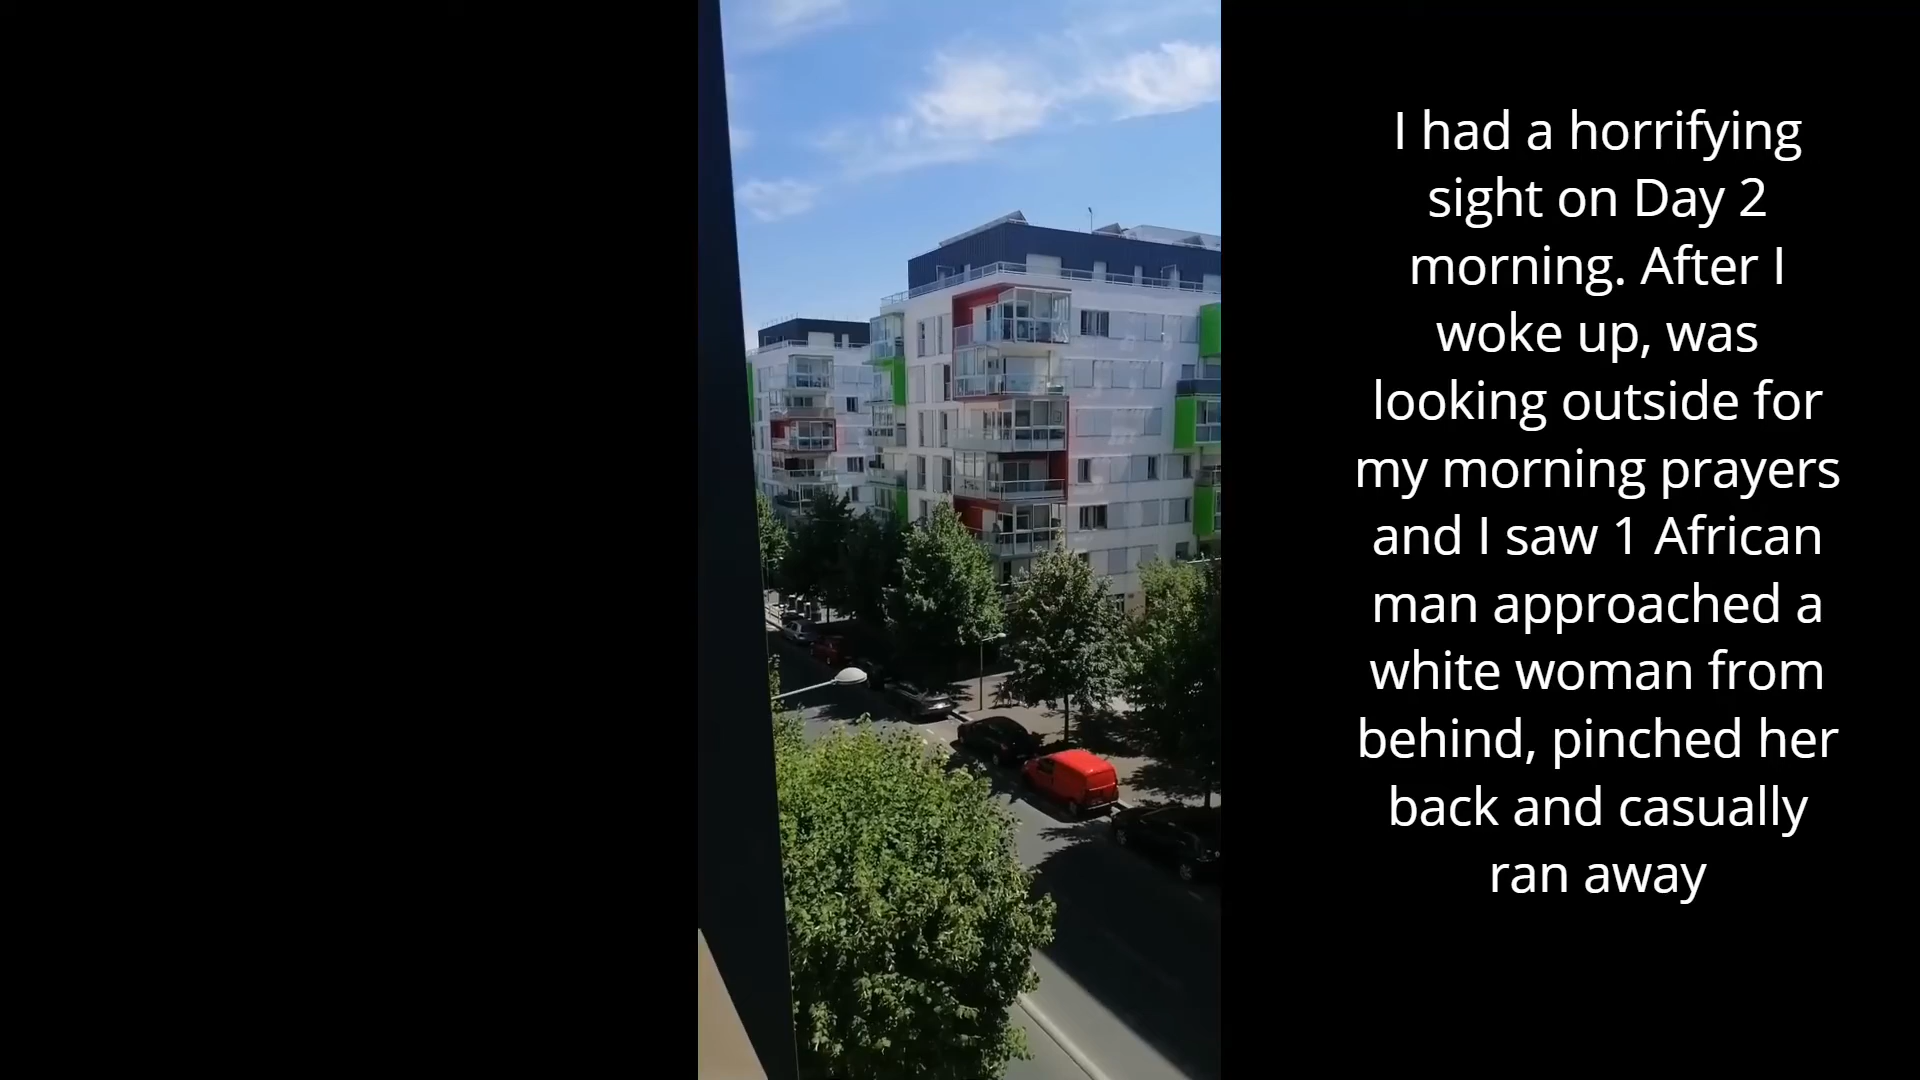 I had a horrifying
sight on Day 2
morning. After I
woke up, was
looking outside for
my morning prayers
and I saw 1 African
man approached a
white woman from
behind, pinched her
back and casually
ran away